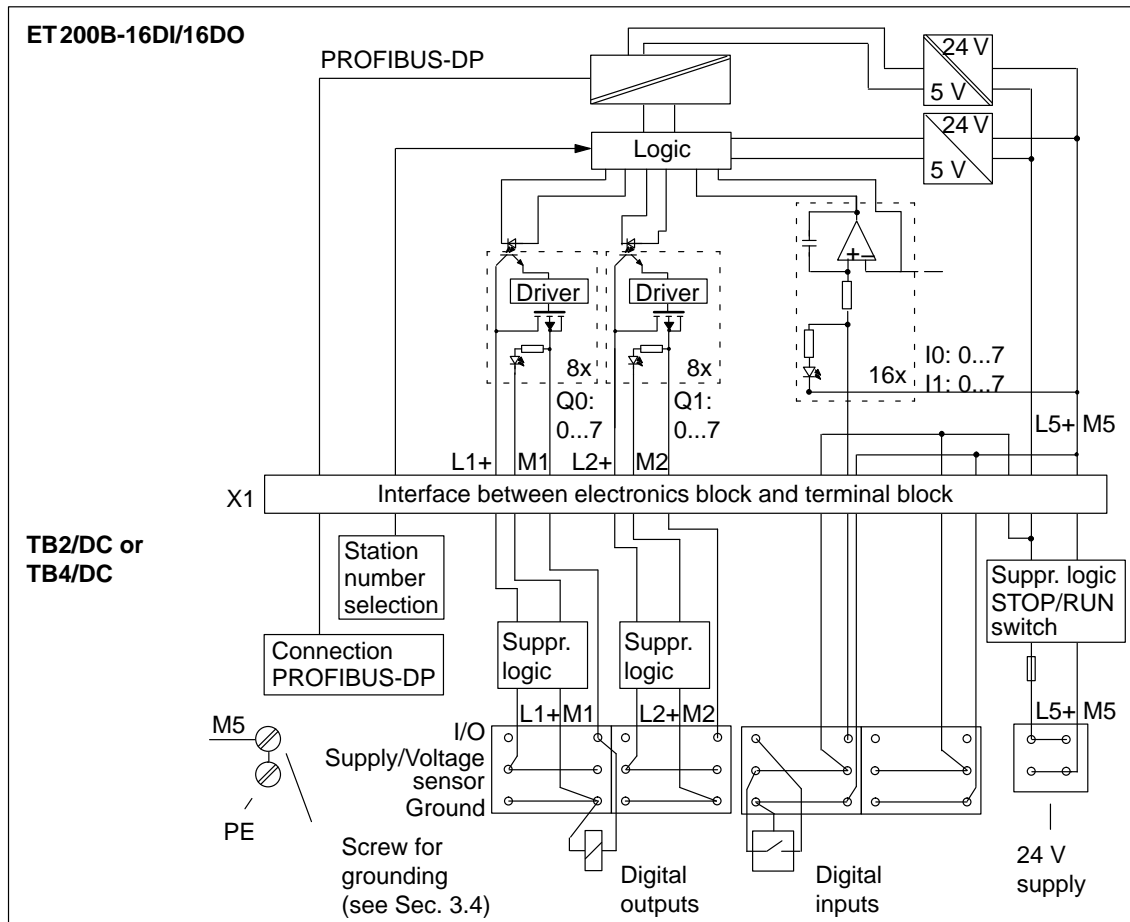 ET 200B-16DI/16DO
PROFIBUS-DP
24 V
5 V
24 V
5 V
Logic
Driver
Driver
8x
8x
16x
I0: 0...7
I1: 0...7
Q0:
0...7
Q1:
0...7
L1+ M1 L2+ M2
L5+ M5
X1
Interface between electronics block and terminal block
TB2/DC or
TB4/DC
Station
number
selection
Suppr. logic
STOP/RUN
switch
Connection
PROFIBUS-DP
Suppr.
logic
Suppr.
logic
L1+ M1
L2+ M2
L5+ M5
M5
I/O
Supply/Voltage
sensor
Ground
PE
Screw for
grounding
(see Sec. 3.4)
Digital
outputs
Digital
inputs
24 V
supply